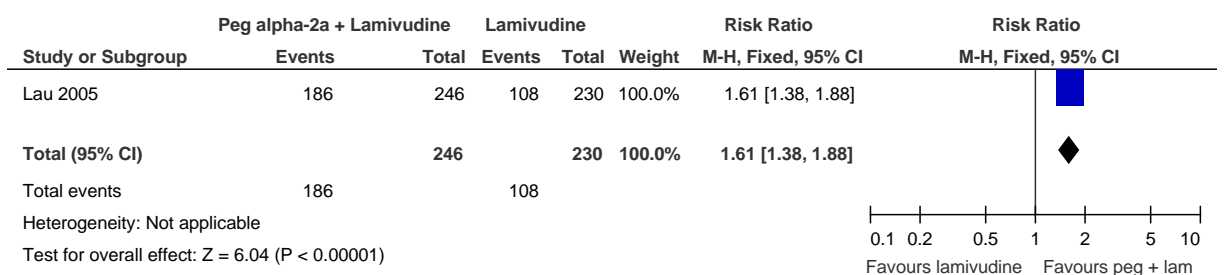 Peg alpha-2a + Lamivudine Lamivudine Risk Ratio Risk Ratio
Study or Subgroup Events Total Events Total Weight M-H, Fixed, 95% CI M-H, Fixed, 95% CI
Lau 2005 186 246 108 230 100.0% 1.61 [1.38, 1.88]
Total (95% CI) 246 230 100.0% 1.61 [1.38, 1.88]
Total events 186 108
Heterogeneity: Not applicable
Test for overall effect: Z = 6.04 (P < 0.00001)
0.1 0.2 0.5 1 2 5 10
Favours lamivudine Favours peg + lam